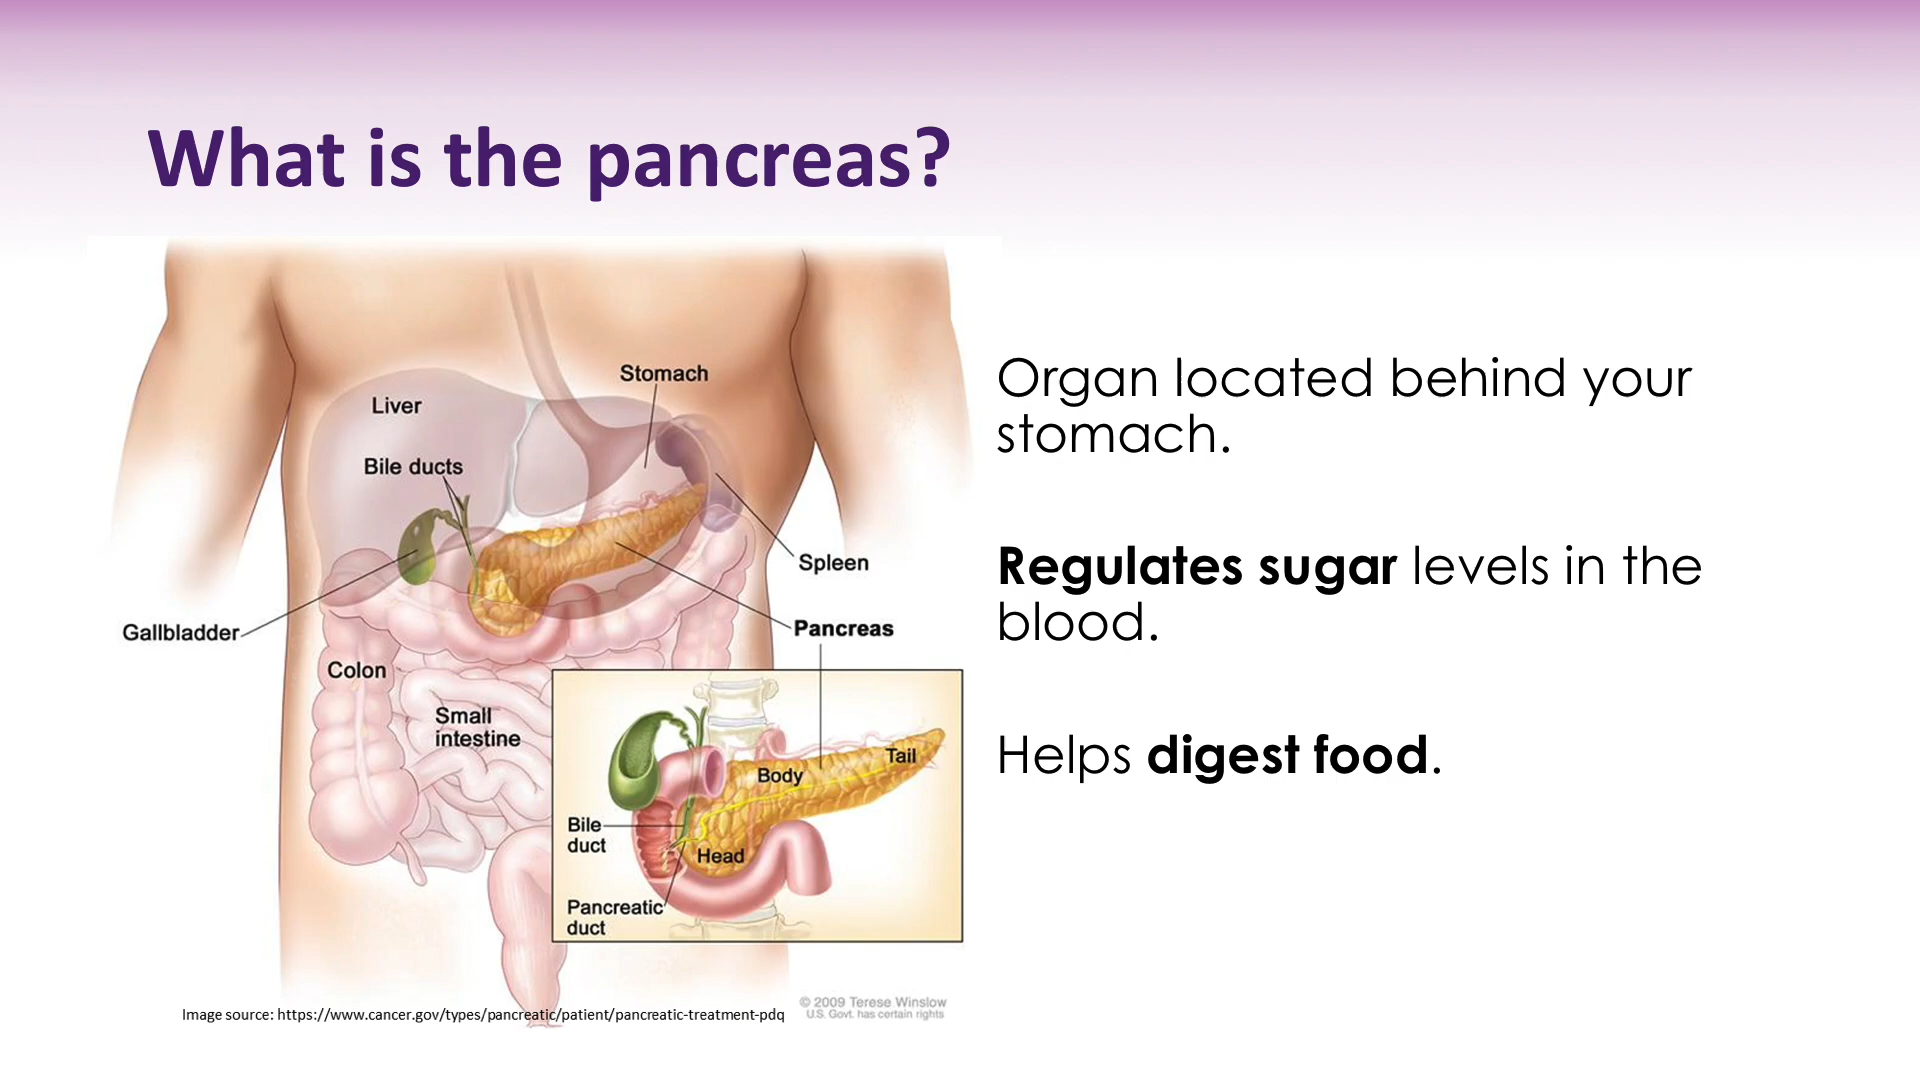 What is the pancreas?
Stomach
Liver
Bile ducts
Spleen
Gallbladder
Pancreas
Colon
Small
intestine
Tail
Body
Bile
duct
Head
Pancreatic
duct
Organ located behind your
stomach.
Regulates sugar levels in the
blood.
Helps digest food.
© 2009 Terese Winslow
U.S. Govt. has certain rights
Image source: https://www.cancer.gov/types/pancreatic/patient/pancreatic-treatment-pdq